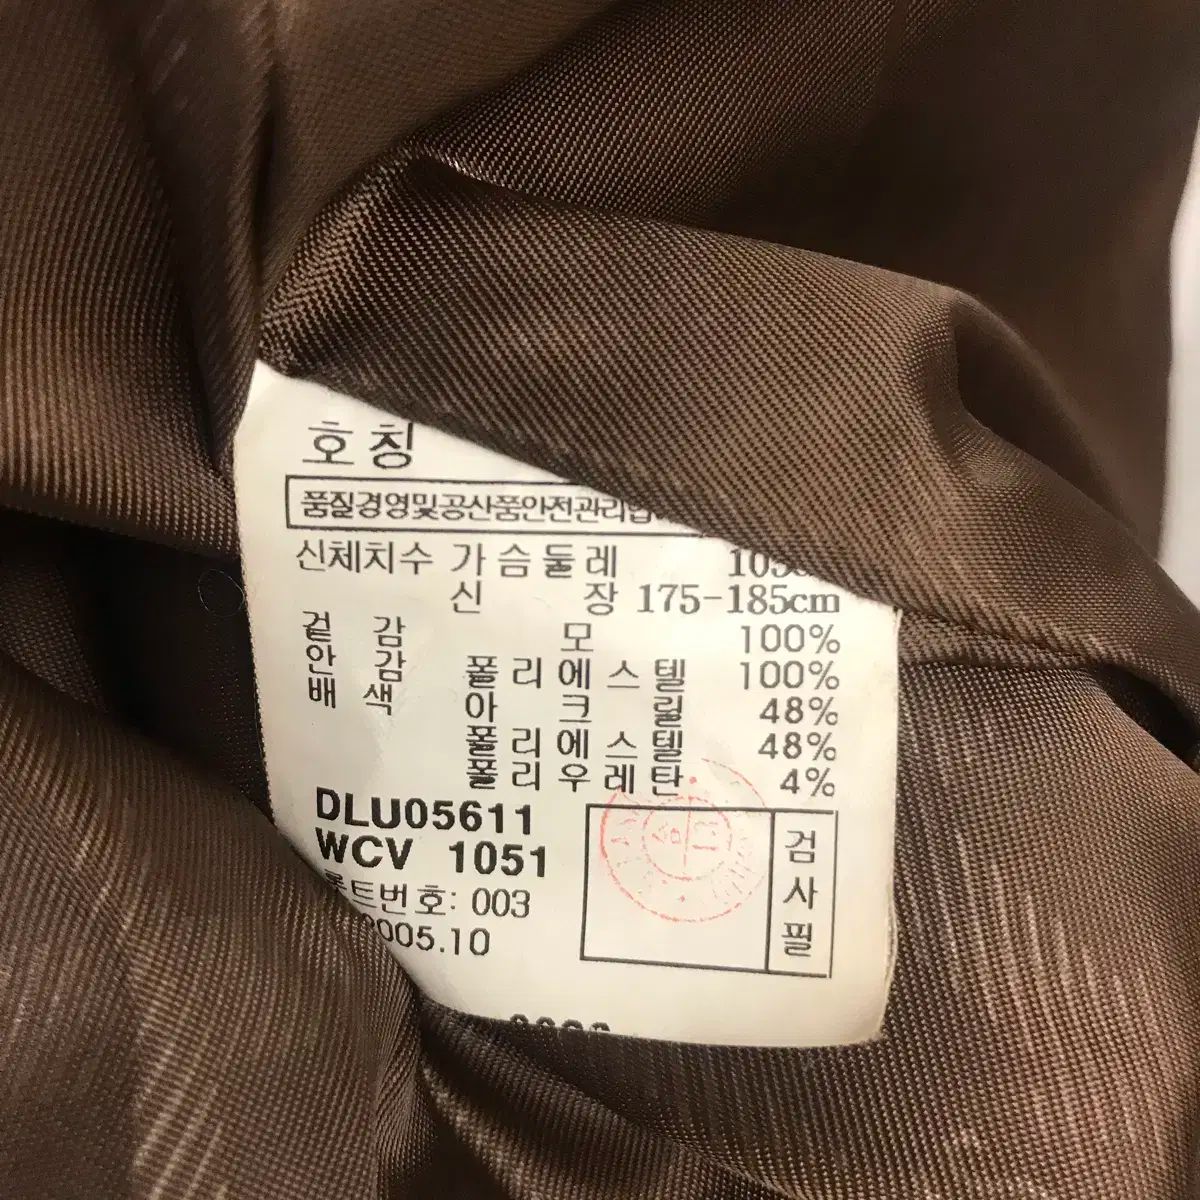 호칭
품질경영및공산품안전관리법
신체치수 가슴둘레
신장 175-185cm
겉감 모 100%
안감 폴리에스텔 100%
배색 아크릴 48%
폴리에스텔 48%
폴리우레탄 4%
DLU05611
WCV 1051
로트번호: 003
2005.10
검사필